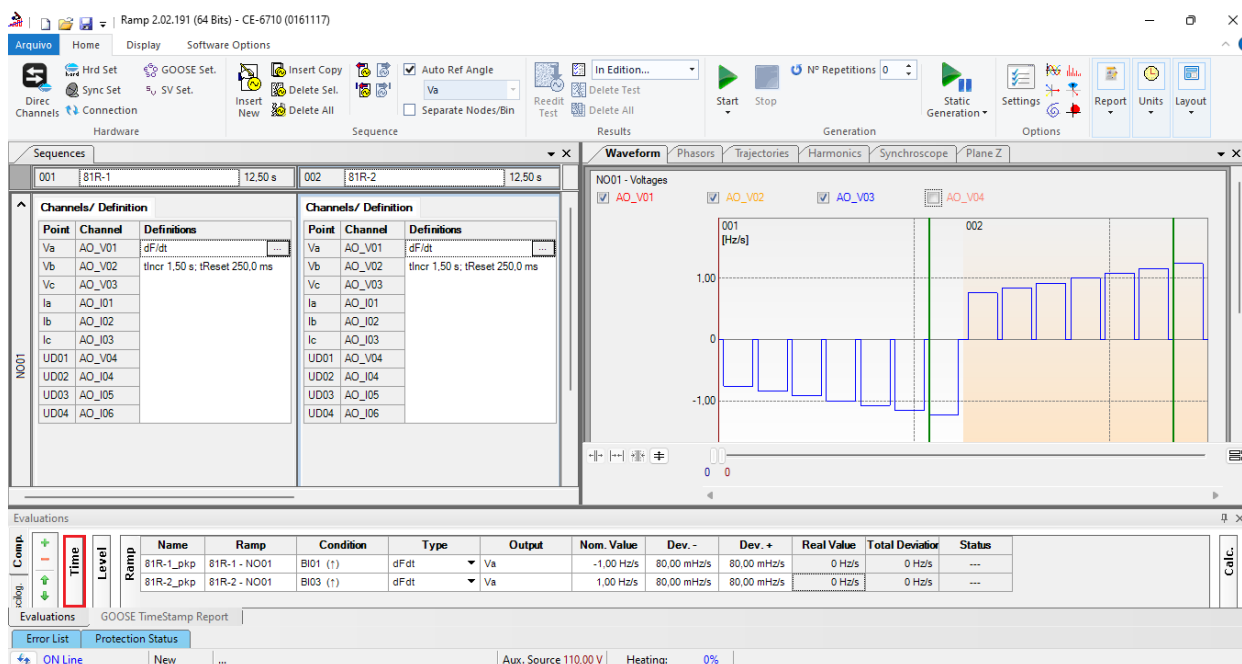 Ramp 2.02.191 (64 Bits) - CE-6710 (0161117)
Arquivo Home Display Software Options
Direc Channels
Hrd Set
Sync Set
Connection
GOOSE Set.
SV Set.
Hardware
Insert New
Insert Copy
Delete Sel.
Delete All
Auto Ref Angle
Va
Separate Nodes/Bin
Sequence
Reedit Test
In Edition...
Delete Test
Delete All
Results
Start
Stop
Nº Repetitions 0
Static Generation
Generation
Settings
Options
Report
Units
Layout
Sequences
001 81R-1 12,50 s 002 81R-2 12,50 s
NO01
Channels/ Definition
Point Channel Definitions
Va AO_V01 dF/dt ...
Vb AO_V02 tIncr 1,50 s; tReset 250,0 ms
Vc AO_V03
Ia AO_I01
Ib AO_I02
Ic AO_I03
UD01 AO_V04
UD02 AO_I04
UD03 AO_I05
UD04 AO_I06
Channels/ Definition
Point Channel Definitions
Va AO_V01 dF/dt ...
Vb AO_V02 tIncr 1,50 s; tReset 250,0 ms
Vc AO_V03
Ia AO_I01
Ib AO_I02
Ic AO_I03
UD01 AO_V04
UD02 AO_I04
UD03 AO_I05
UD04 AO_I06
Waveform Phasors Trajectories Harmonics Synchroscope Plane Z
NO01 - Voltages
AO_V01 AO_V02 AO_V03 AO_V04
001 002
[Hz/s]
1,00
0
-1,00
0 0
Evaluations
Comp.
Time
Level
Ramp
Calc.
Name Ramp Condition Type Output Nom. Value Dev. - Dev. + Real Value Total Deviation Status
81R-1_pkp 81R-1 - NO01 BI01 (↑) dFdt Va -1,00 Hz/s 80,00 mHz/s 80,00 mHz/s 0 Hz/s 0 Hz/s ---
81R-2_pkp 81R-2 - NO01 BI03 (↑) dFdt Va 1,00 Hz/s 80,00 mHz/s 80,00 mHz/s 0 Hz/s 0 Hz/s ---
Evaluations GOOSE TimeStamp Report
Error List Protection Status
ON Line New ... Aux. Source 110.00 V Heating: 0%